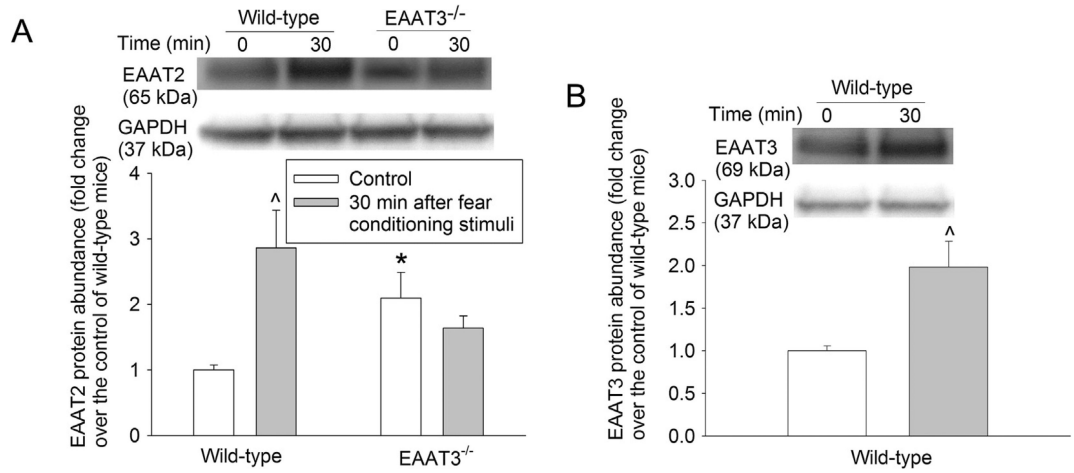 A
Wild-type
EAAT3-/-
Time (min)
0
30
0
30
EAAT2
(65 kDa)
GAPDH
(37 kDa)
EAAT2 protein abundance (fold change
over the control of wild-type mice)
4
3
2
1
0
Control
30 min after fear
conditioning stimuli
^
*
Wild-type
EAAT3-/-
B
Wild-type
Time (min)
0
30
EAAT3
(69 kDa)
GAPDH
(37 kDa)
EAAT3 protein abundance (fold change
over the control of wild-type mice)
3.0
2.5
2.0
1.5
1.0
0.5
0.0
^
Wild-type